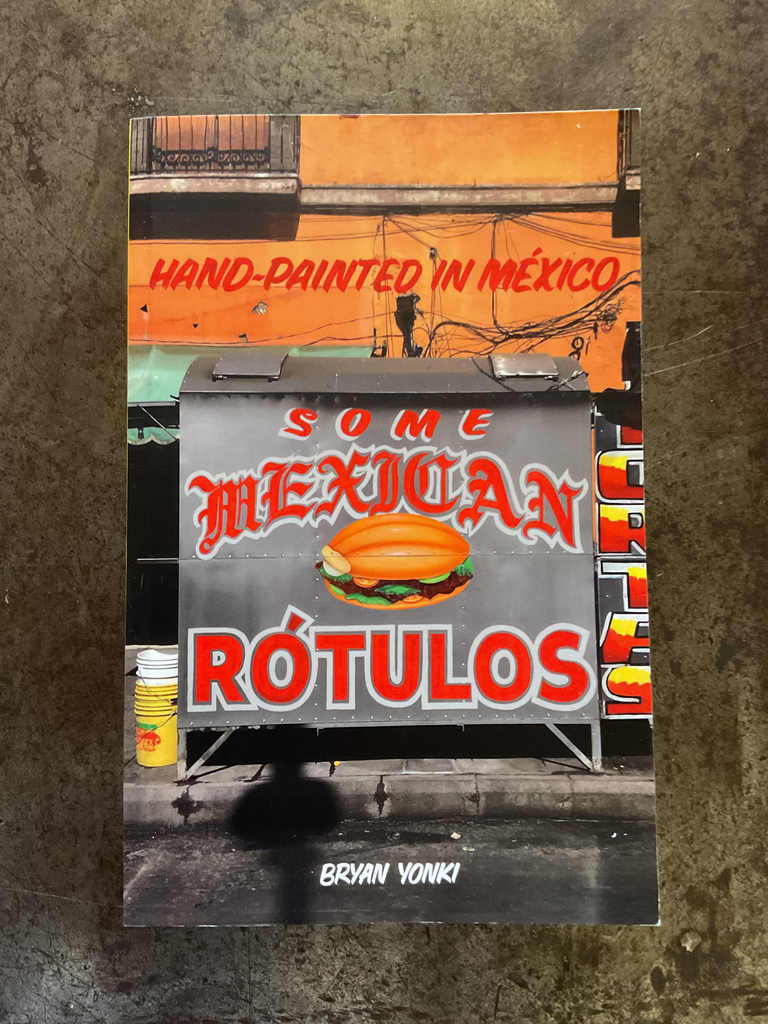 HAND-PAINTED IN MÉXICO
SOME
MEXICAN
RÓTULOS
BRYAN YONKI